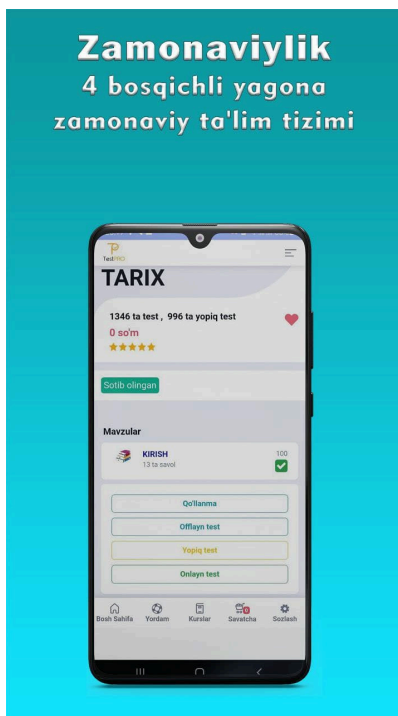 Zamonaviylik
4 bosqichli yagona
zamonaviy ta'lim tizimi
TestPRO
TARIX
1346 ta test , 996 ta yopiq test
0 so'm
Sotib olingan
Mavzular
KIRISH
100
13 ta savol
Qo'llanma
Offlayn test
Yopiq test
Onlayn test
0
Bosh Sahifa Yordam Kurslar Savatcha Sozlash